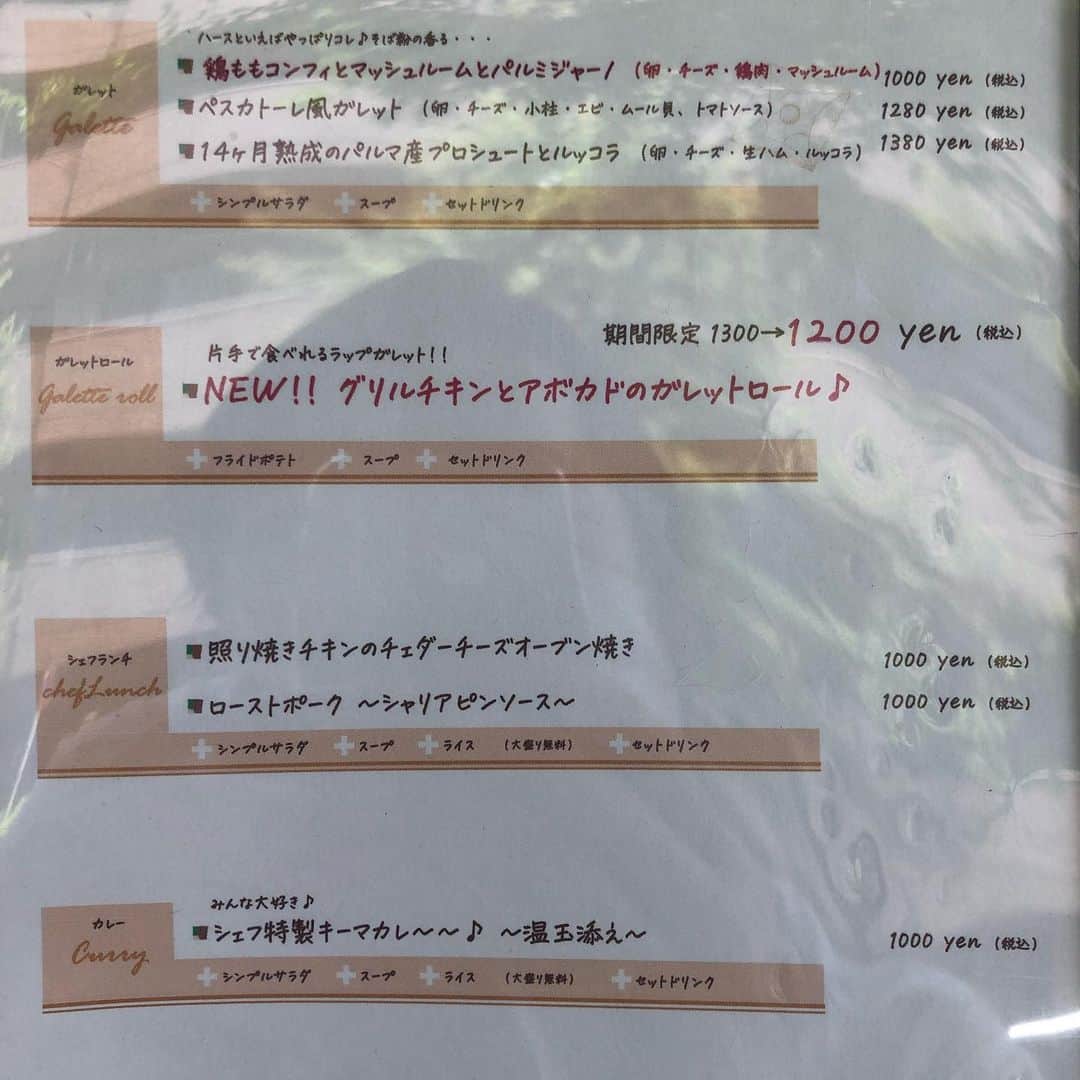 ハースといえばやっぱりコレ♪そば粉の香る・・・
ガレット
Galette
鶏ももコンフィとマッシュルームとパルミジャーノ (卵・チーズ・鶏肉・マッシュルーム) 1000 yen (税込)
ペスカトーレ風ガレット (卵・チーズ・小柱・エビ・ムール貝、トマトソース) 1280 yen (税込)
14ヶ月熟成のパルマ産プロシュートとルッコラ (卵・チーズ・生ハム・ルッコラ) 1380 yen (税込)
+シンプルサラダ +スープ +セットドリンク
期間限定 1300→1200 yen (税込)
ガレットロール
Galette roll
片手で食べれるラップガレット!!
NEW!! グリルチキンとアボカドのガレットロール♪
+フライドポテト +スープ +セットドリンク
シェフランチ
chefLunch
照り焼きチキンのチェダーチーズオーブン焼き 1000 yen (税込)
ローストポーク 〜シャリアピンソース〜 1000 yen (税込)
+シンプルサラダ +スープ +ライス (大盛り無料) +セットドリンク
カレー
Curry
みんな大好き♪
シェフ特製キーマカレ〜〜♪ 〜温玉添え〜 1000 yen (税込)
+シンプルサラダ +スープ +ライス (大盛り無料) +セットドリンク